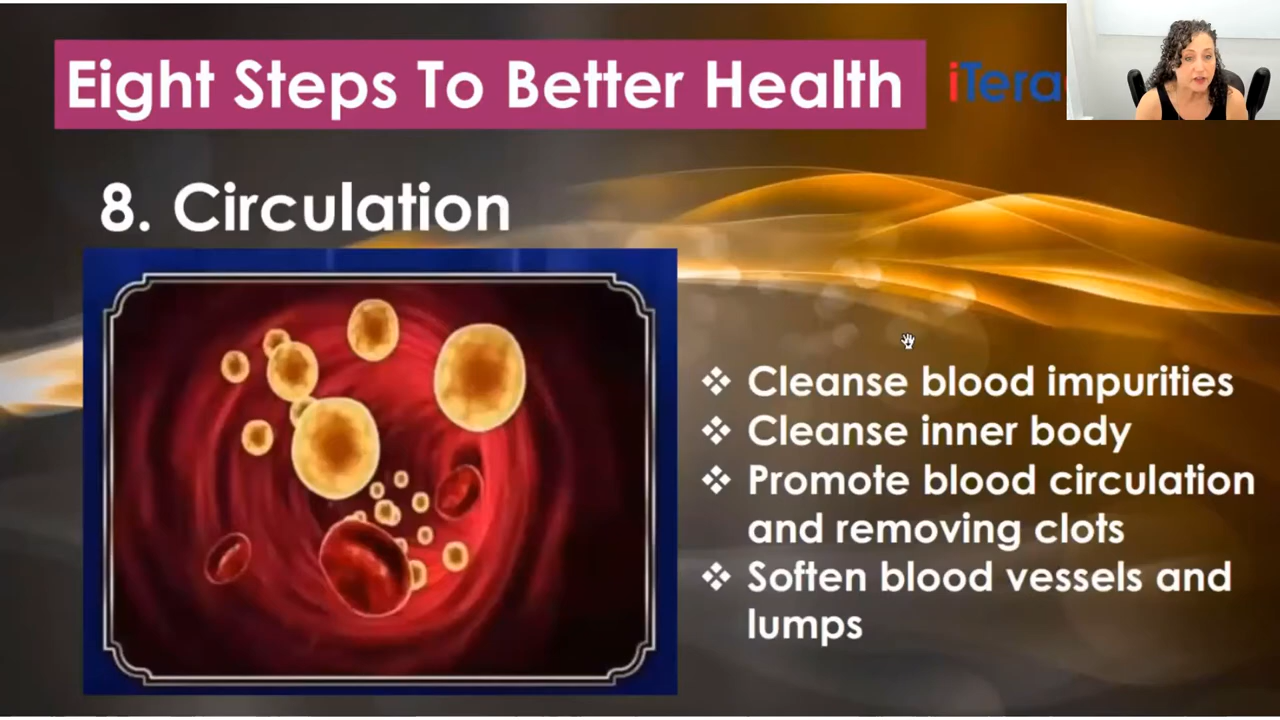 Eight Steps To Better Health
8. Circulation
❖ Cleanse blood impurities
❖ Cleanse inner body
❖ Promote blood circulation
and removing clots
❖ Soften blood vessels and
lumps